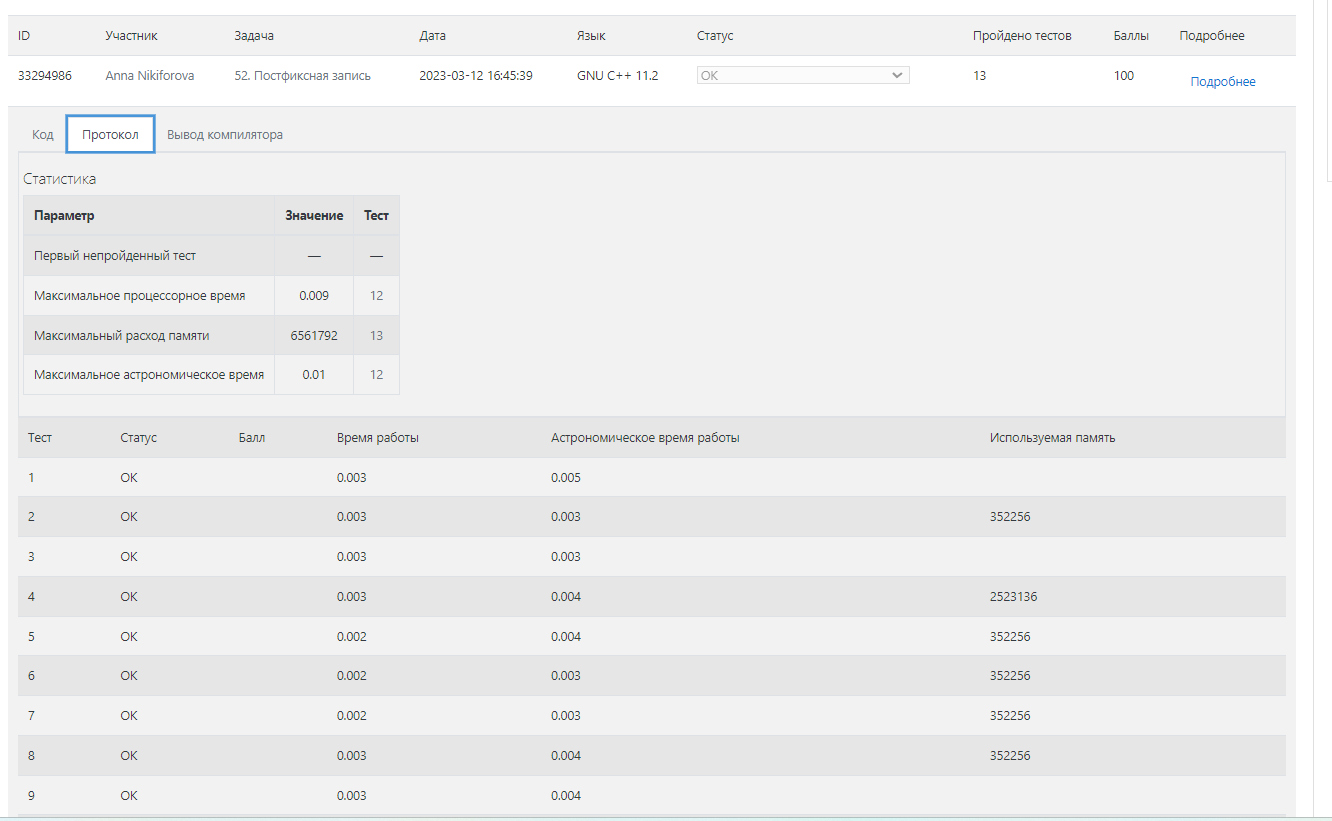 ID Участник Задача Дата Язык Статус Пройдено тестов Баллы Подробнее
33294986 Anna Nikiforova 52. Постфиксная запись 2023-03-12 16:45:39 GNU C++ 11.2 OK 13 100 Подробнее
Код Протокол Вывод компилятора
Статистика
Параметр Значение Тест
Первый непройденный тест — —
Максимальное процессорное время 0.009 12
Максимальный расход памяти 6561792 13
Максимальное астрономическое время 0.01 12
Тест Статус Балл Время работы Астрономическое время работы Используемая память
1 OK 0.003 0.005
2 OK 0.003 0.003 352256
3 OK 0.003 0.003
4 OK 0.003 0.004 2523136
5 OK 0.002 0.004 352256
6 OK 0.002 0.003 352256
7 OK 0.002 0.003 352256
8 OK 0.003 0.004 352256
9 OK 0.003 0.004